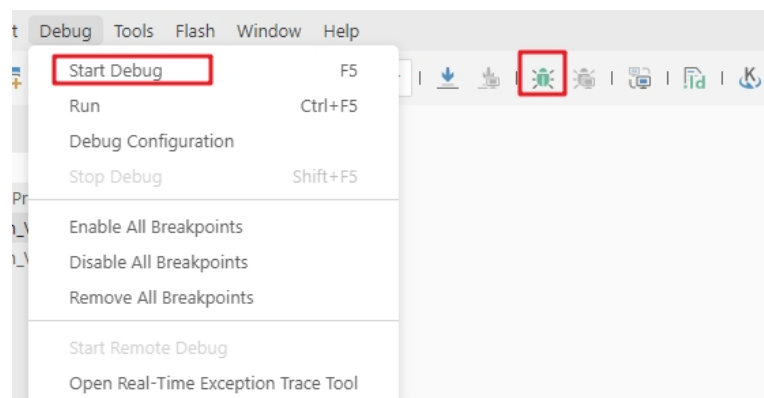 t Debug Tools Flash Window Help
Start Debug F5
Run Ctrl+F5
Debug Configuration
Stop Debug Shift+F5
Pr
Enable All Breakpoints
Disable All Breakpoints
Remove All Breakpoints
Start Remote Debug
Open Real-Time Exception Trace Tool